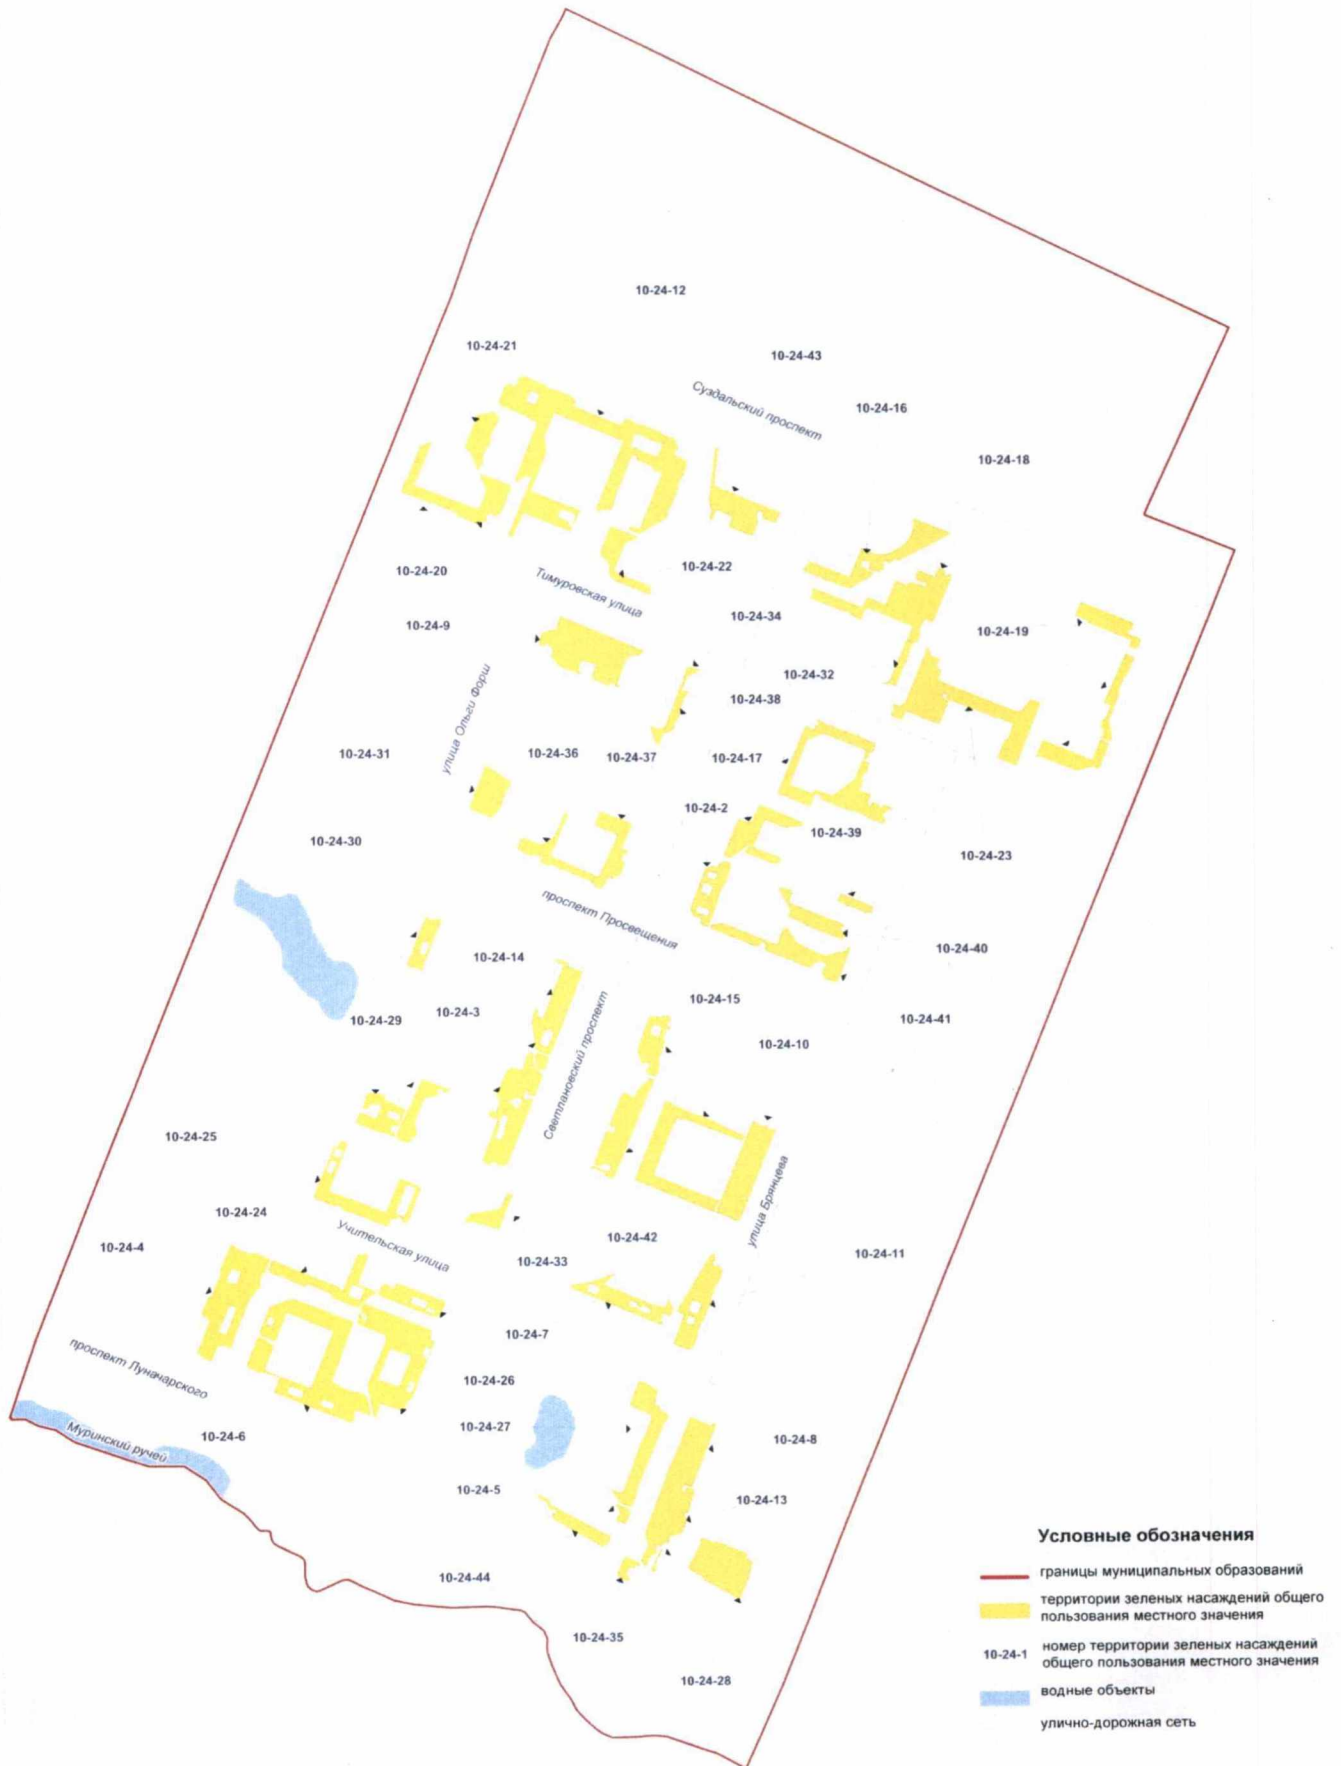 10-24-12
10-24-21
10-24-43
Суздальский проспект
10-24-16
10-24-18
10-24-22
10-24-20
Тимуровская улица
10-24-34
10-24-9
10-24-19
10-24-32
10-24-38
улица Ольги Форш
10-24-31
10-24-36
10-24-37
10-24-17
10-24-2
10-24-39
10-24-30
10-24-23
проспект Просвещения
10-24-40
10-24-14
10-24-15
10-24-3
10-24-29
10-24-41
10-24-10
Светлановский проспект
10-24-25
улица Брянцева
10-24-24
Учительская улица
10-24-42
10-24-4
10-24-33
10-24-11
10-24-7
проспект Луначарского
10-24-26
10-24-27
10-24-6
Муринский ручей
10-24-8
10-24-5
10-24-13
10-24-44
10-24-35
10-24-28
Условные обозначения
границы муниципальных образований
территории зеленых насаждений общего
пользования местного значения
10-24-1
номер территории зеленых насаждений
общего пользования местного значения
водные объекты
улично-дорожная сеть